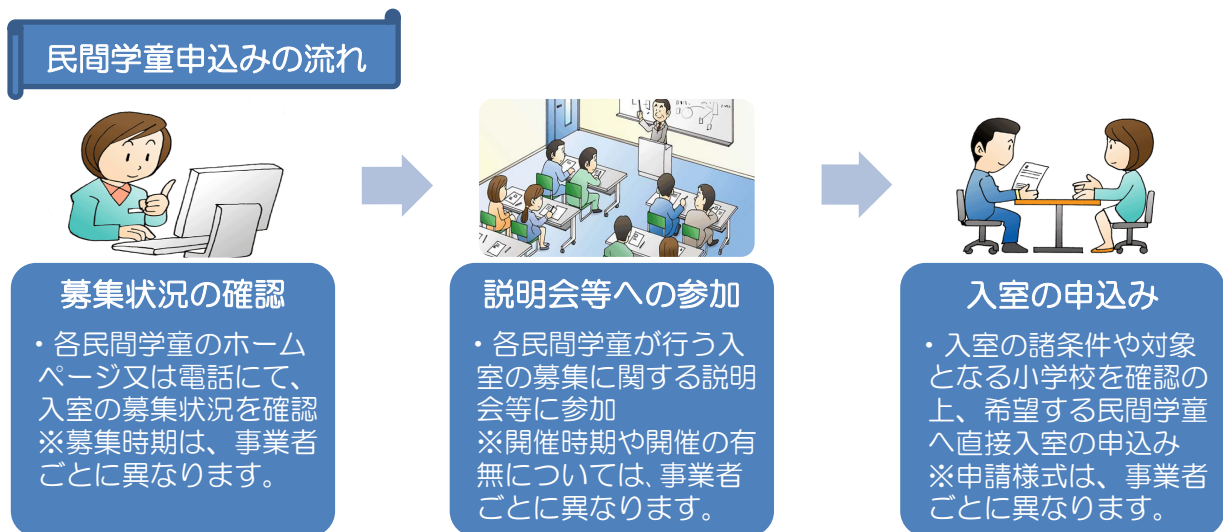 民間学童申込みの流れ
募集状況の確認
・各民間学童のホーム
ページ又は電話にて、
入室の募集状況を確認
※募集時期は、事業者
ごとに異なります。
説明会等への参加
・各民間学童が行う入
室の募集に関する説明
会等に参加
※開催時期や開催の有
無については、事業者
ごとに異なります。
入室の申込み
・入室の諸条件や対象
となる小学校を確認の
上、希望する民間学童
へ直接入室の申込み
※申請様式は、事業者
ごとに異なります。